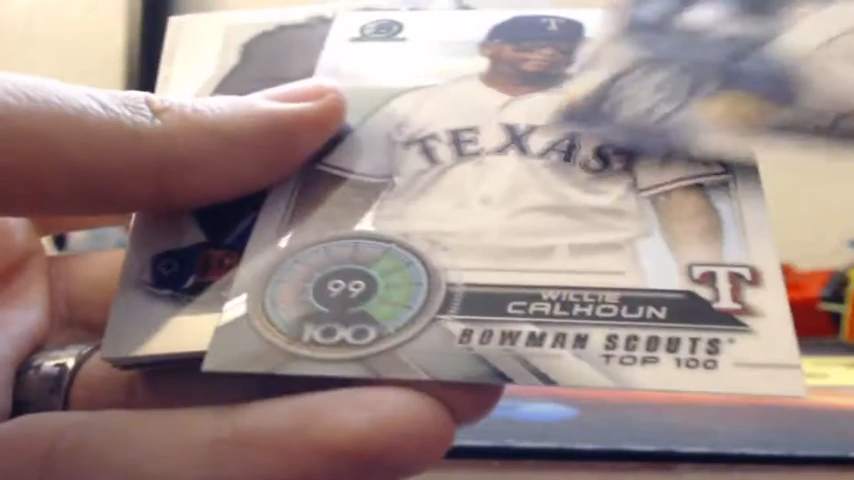 T
TEXAS
99
100
WILLIE
CALHOUN
T
BOWMAN SCOUTS'
TOP 100